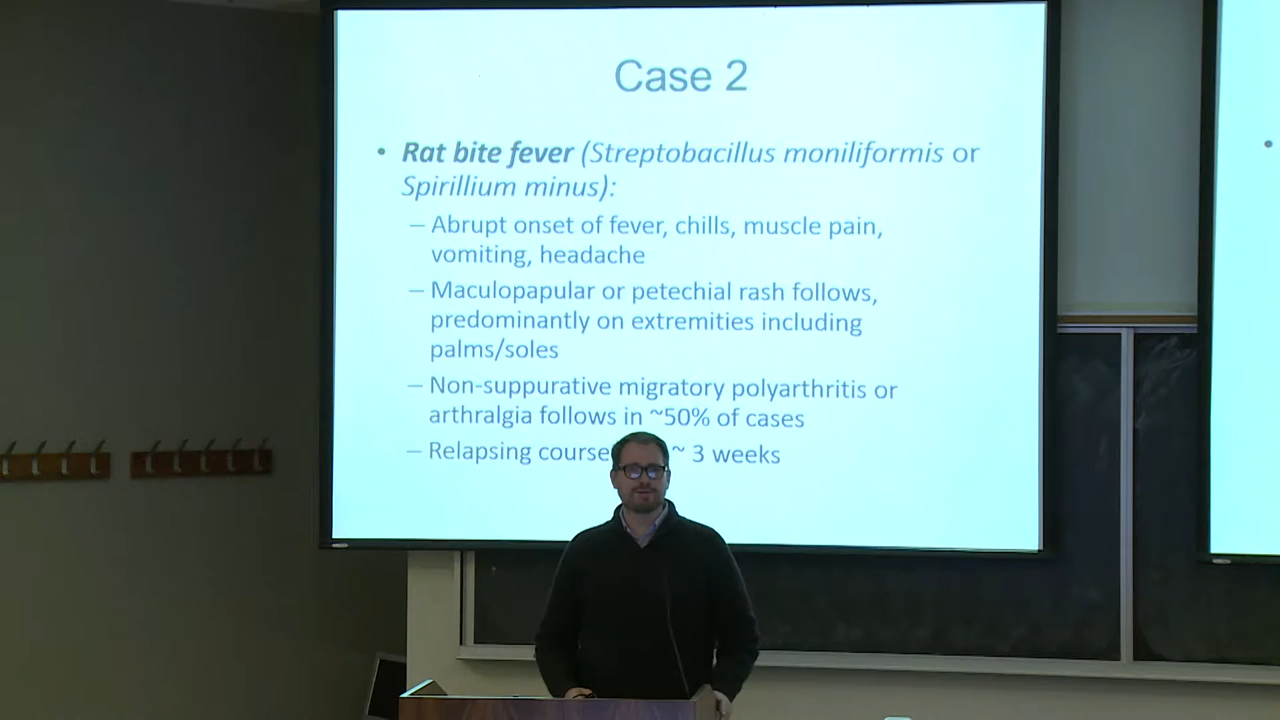 Case 2
• Rat bite fever (Streptobacillus moniliformis or
Spirillium minus):
– Abrupt onset of fever, chills, muscle pain,
vomiting, headache
– Maculopapular or petechial rash follows,
predominantly on extremities including
palms/soles
– Non-suppurative migratory polyarthritis or
arthralgia follows in ~50% of cases
– Relapsing course ~ 3 weeks